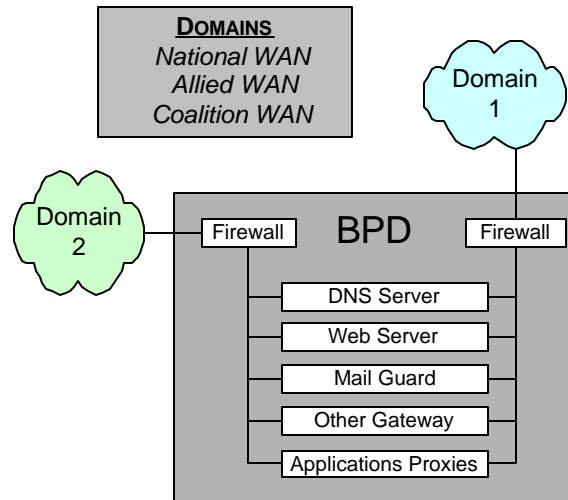 DOMAINS
National WAN
Allied WAN
Coalition WAN
Domain
1
Domain
2
Firewall
BPD
Firewall
DNS Server
Web Server
Mail Guard
Other Gateway
Applications Proxies